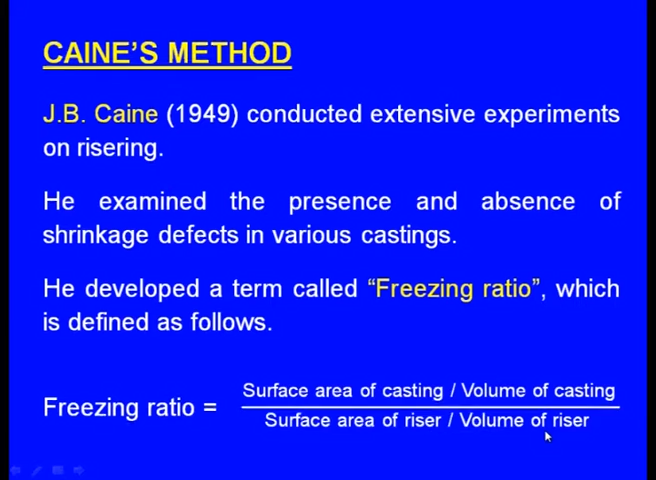 CAINE'S METHOD
J.B. Caine (1949) conducted extensive experiments
on risering.
He examined the presence and absence of
shrinkage defects in various castings.
He developed a term called “Freezing ratio”, which
is defined as follows.
Freezing ratio =
Surface area of casting / Volume of casting
Surface area of riser / Volume of riser